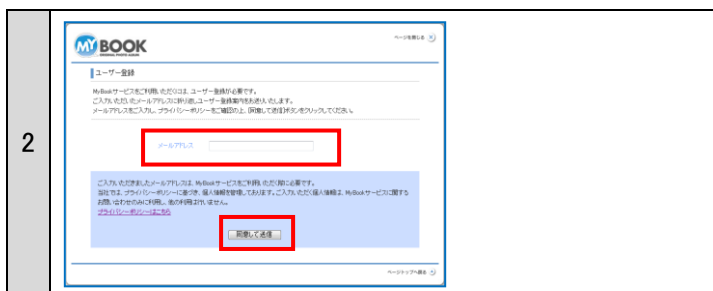 2
MY BOOK
ORIGINAL PHOTO ALBUM
ページを閉じる
ユーザー登録
MyBookサービスをご利用いただくには、ユーザー登録が必要です。
ご入力いただいたメールアドレスに折り返しユーザー登録案内をお送りいたします。
メールアドレスをご入力し、プライバシーポリシーをご確認の上、[同意して送信]ボタンをクリックしてください。
メールアドレス
ご入力いただきましたメールアドレスは、MyBookサービスをご利用いただく際に必要です。
当社では、プライバシーポリシーに基づき、個人情報を管理しております。ご入力いただく個人情報は、MyBookサービスに関する
お問い合わせのみに利用し、他の利用は行いません。
プライバシーポリシーはこちら
同意して送信
ページトップへ戻る